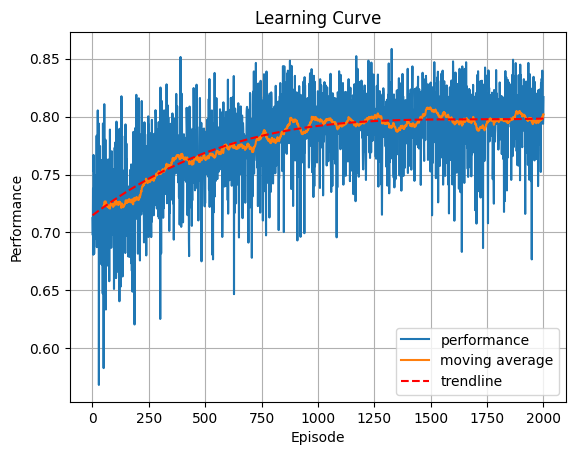 Learning Curve
0.85
0.80
0.75
0.70
0.65
0.60
Performance
performance
moving average
trendline
0
250
500
750
1000
1250
1500
1750
2000
Episode